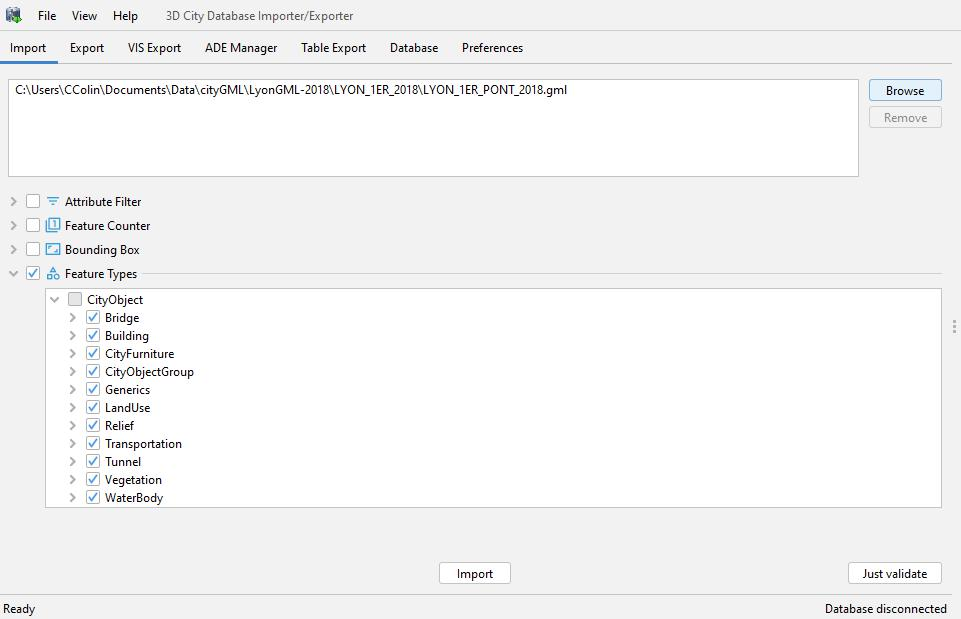 File View Help 3D City Database Importer/Exporter
Import Export VIS Export ADE Manager Table Export Database Preferences
C:\Users\CColin\Documents\Data\cityGML\LyonGML-2018\LYON_1ER_2018\LYON_1ER_PONT_2018.gml
Browse
Remove
Attribute Filter
1 Feature Counter
Bounding Box
Feature Types
CityObject
Bridge
Building
CityFurniture
CityObjectGroup
Generics
LandUse
Relief
Transportation
Tunnel
Vegetation
WaterBody
Import Just validate
Ready Database disconnected